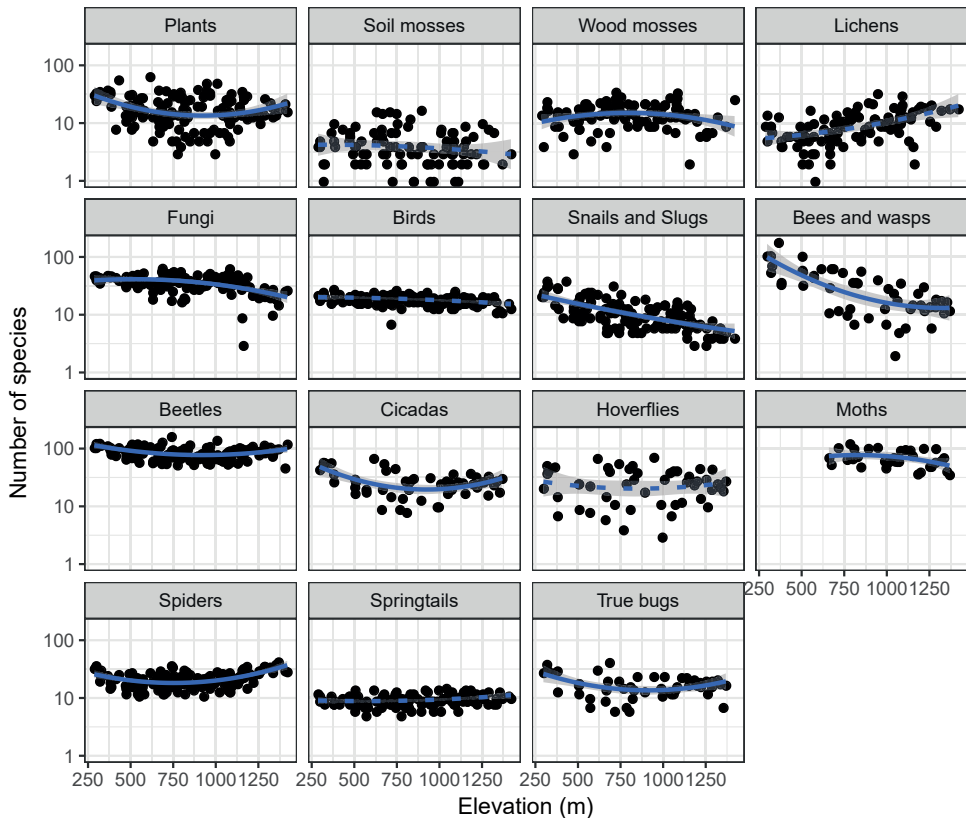 Plants Soil mosses Wood mosses Lichens
100
10
1
Fungi Birds Snails and Slugs Bees and wasps
100
10
1
Number of species
Beetles Cicadas Hoverflies Moths
100
10
1
250 500 750 1000 1250
Spiders Springtails True bugs
100
10
1
250 500 750 1000 1250 250 500 750 1000 1250 250 500 750 1000 1250
Elevation (m)